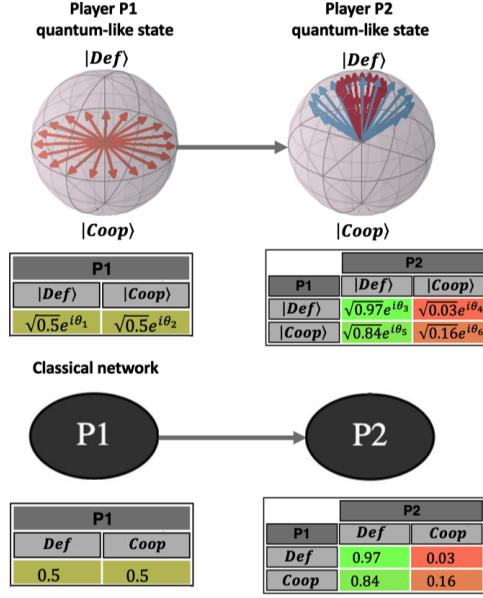 Player P1 Player P2
quantum-like state quantum-like state
|Def⟩ |Def⟩
|Coop⟩ |Coop⟩
P1
|Def⟩ |Coop⟩
√0.5e^{iθ₁} √0.5e^{iθ₂}
P2
P1 |Def⟩ |Coop⟩
|Def⟩ √0.97e^{iθ₃} √0.03e^{iθ₄}
|Coop⟩ √0.84e^{iθ₅} √0.16e^{iθ₆}
Classical network
P1 P2
P1
Def Coop
0.5 0.5
P2
P1 Def Coop
Def 0.97 0.03
Coop 0.84 0.16